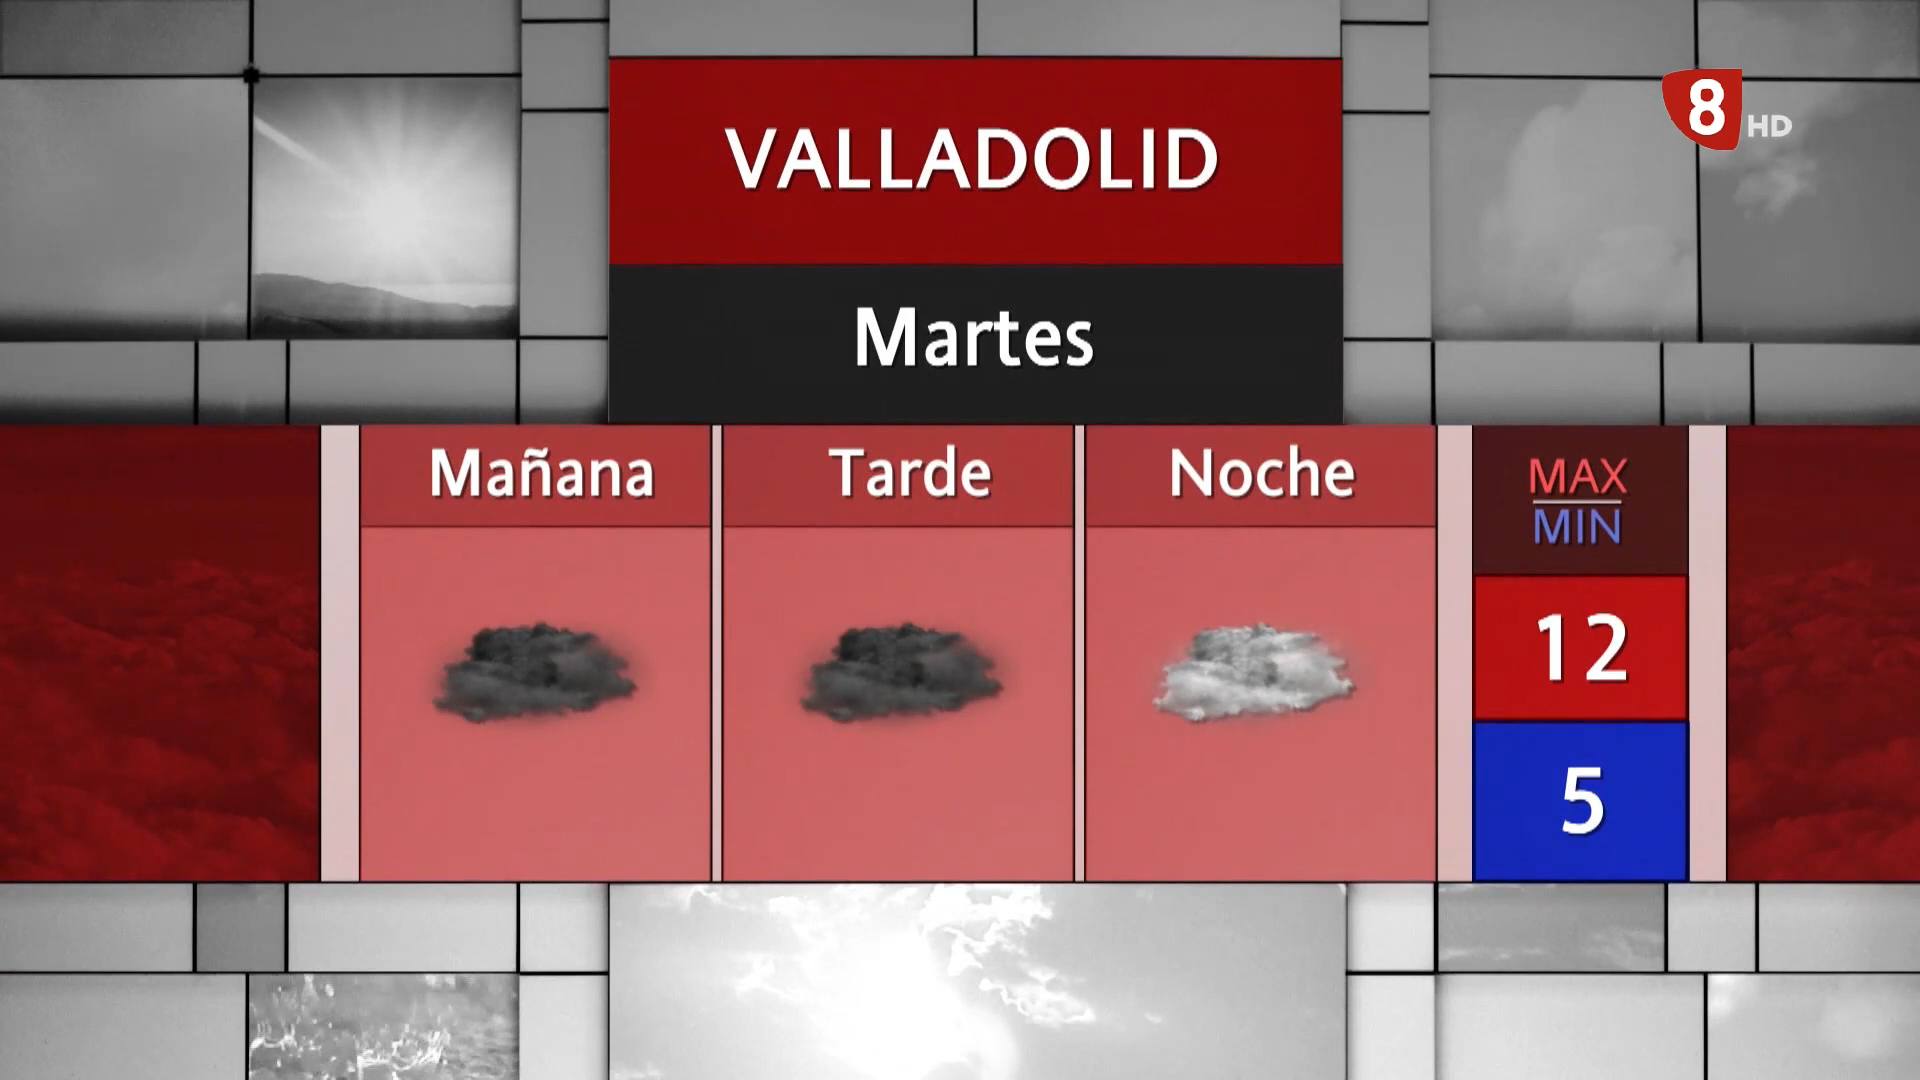 8 HD
VALLADOLID
Martes
Mañana
Tarde
Noche
MAX
MIN
12
5